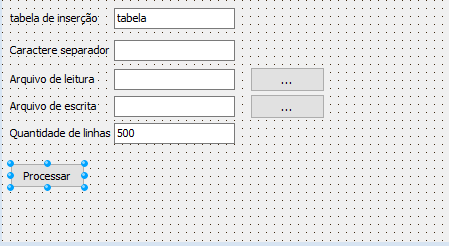 tabela de inserção tabela
Caractere separador
Arquivo de leitura ...
Arquivo de escrita ...
Quantidade de linhas 500
Processar